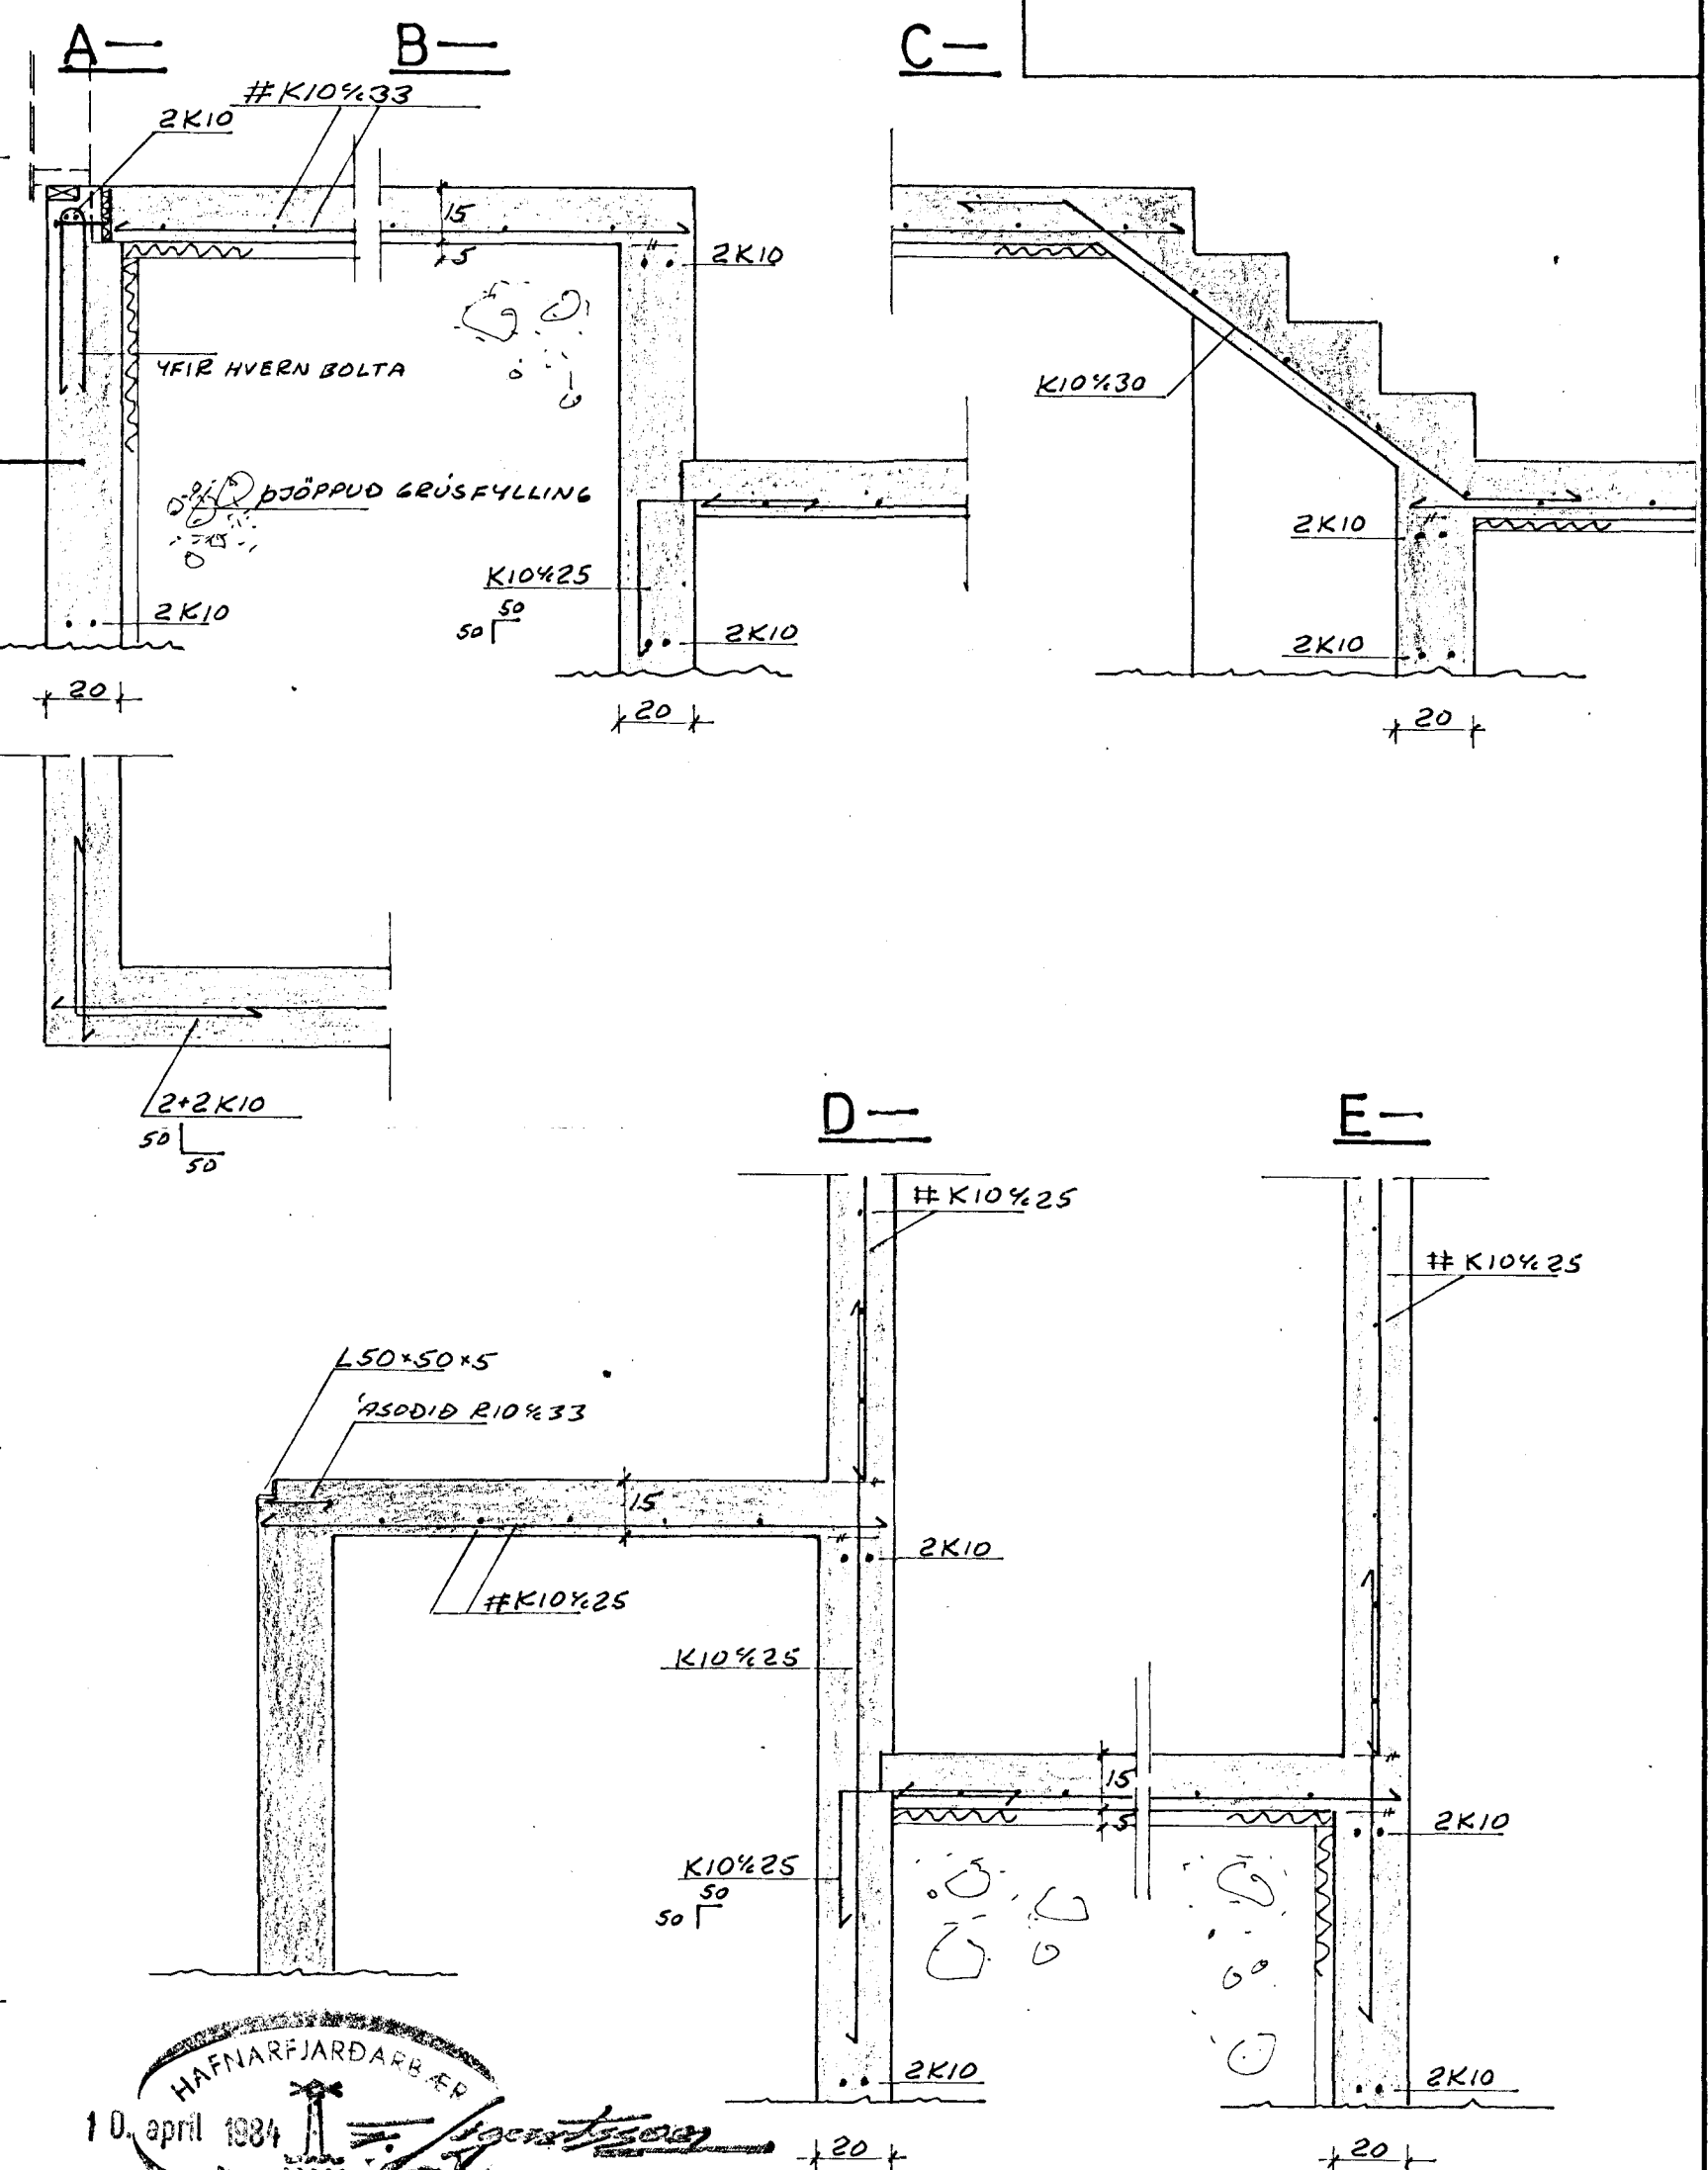 A—
B—
C—
# K10 % 33
2K10
15
5
2K10
YFIR HVERN BOLTA
K10 % 30
ÞJÖPPUÐ GRÚSFYLLING
2K10
K10 % 25
50
50
2K10
2K10
2K10
20
20
20
2+2K10
50
50
D—
E—
# K10 % 25
# K10 % 25
L50×50×5
ÁSOÐIÐ R10 % 33
15
2K10
# K10 % 25
K10 % 25
15
5
2K10
K10 % 25
50
50
2K10
2K10
HAFNARFJARÐARBÆR
10. april 1984
20
20